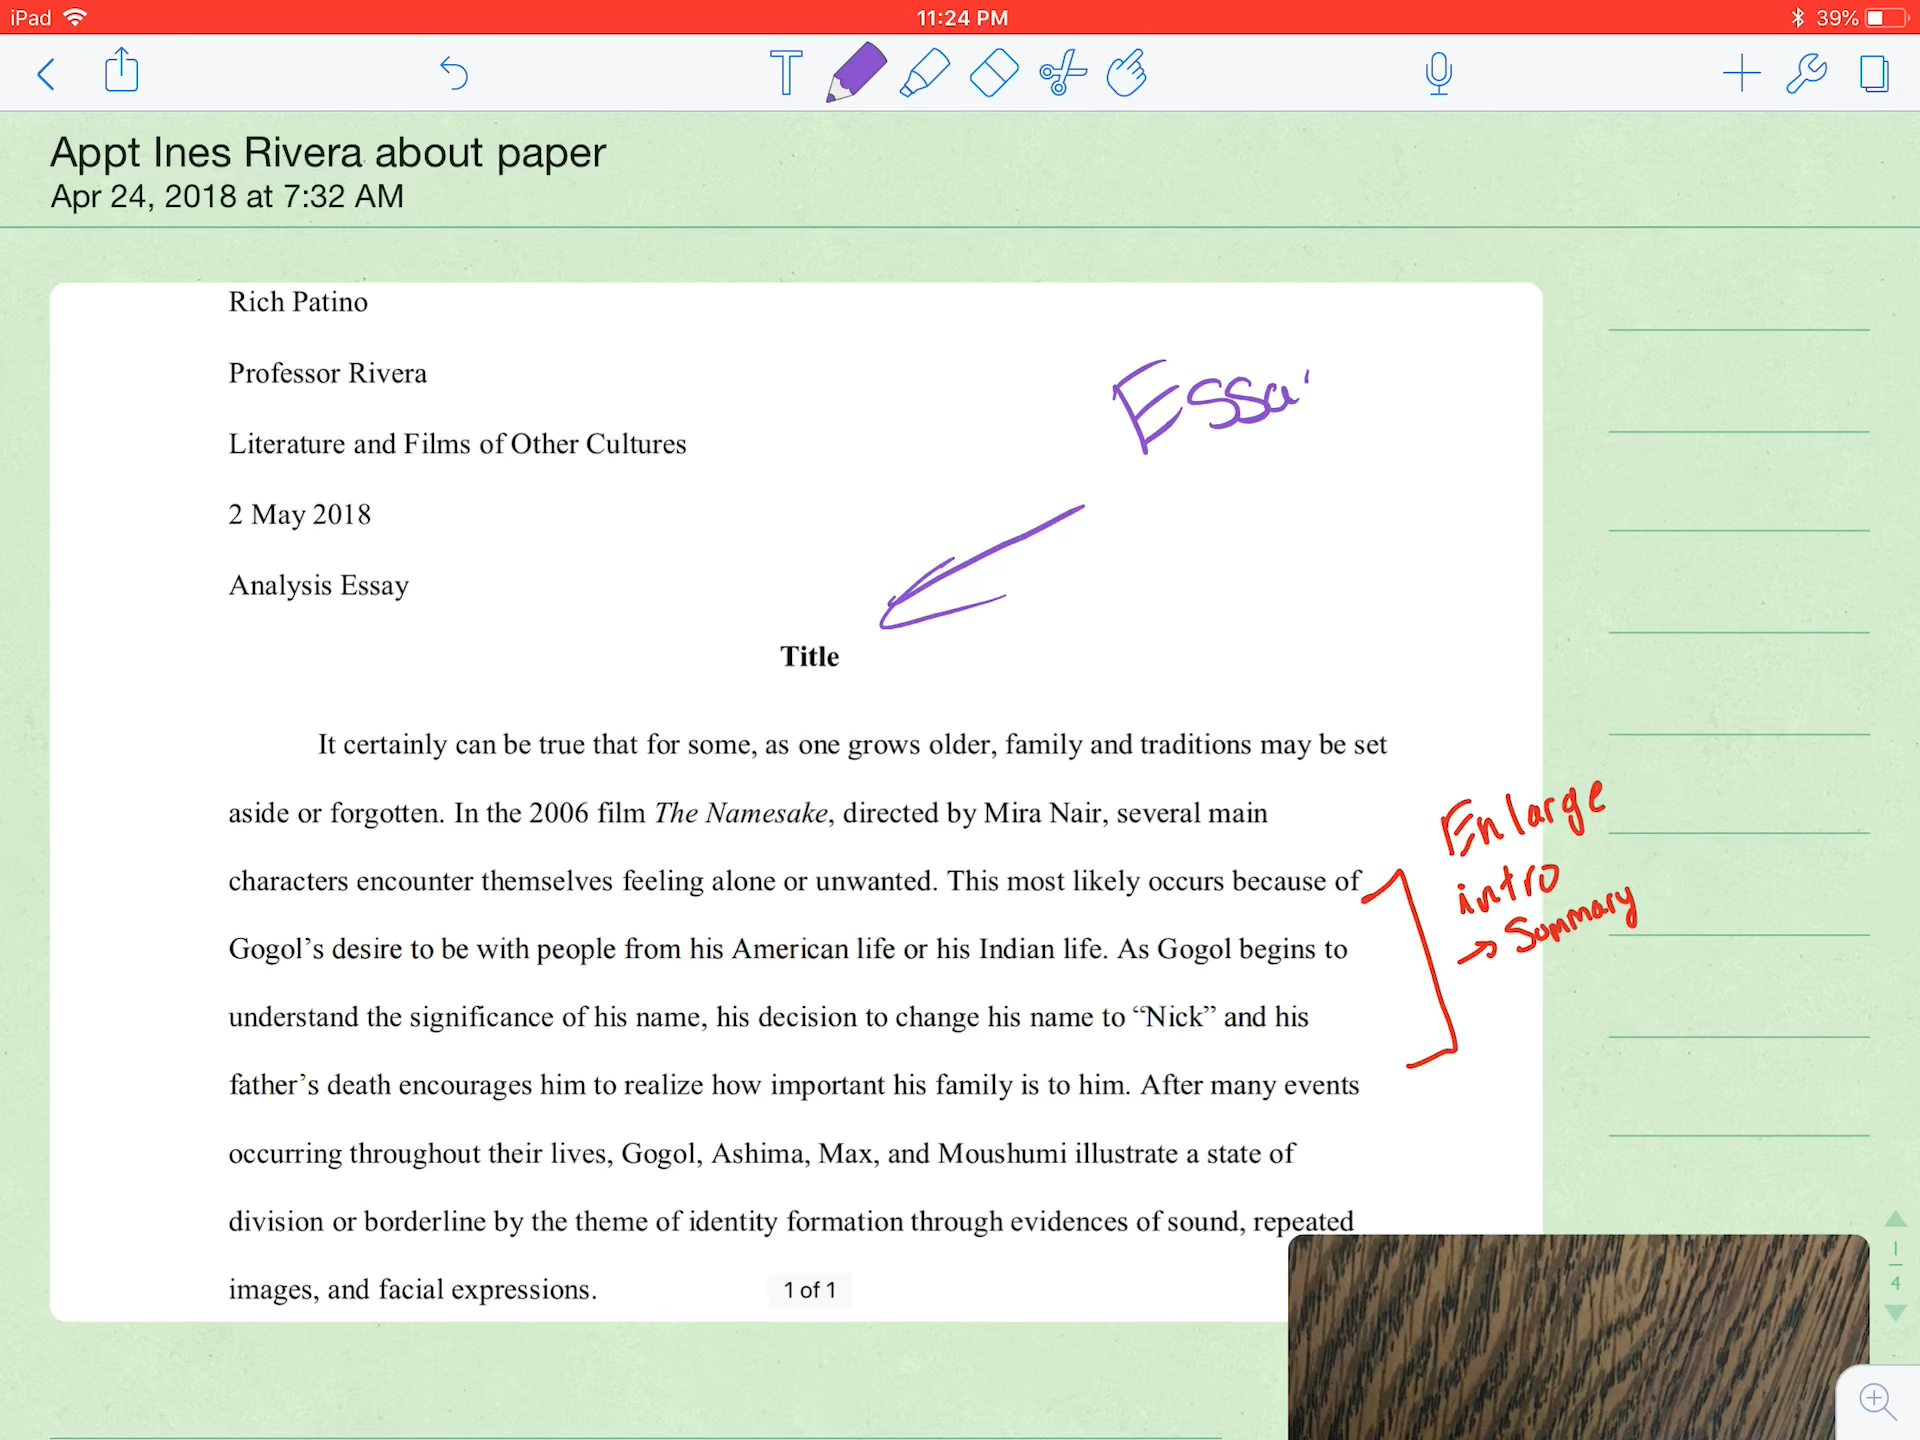 iPad 11:24 PM 39%
T
Appt Ines Rivera about paper
Apr 24, 2018 at 7:32 AM
Rich Patino
Professor Rivera
Literature and Films of Other Cultures
2 May 2018
Analysis Essay
Essa
Title
It certainly can be true that for some, as one grows older, family and traditions may be set
aside or forgotten. In the 2006 film The Namesake, directed by Mira Nair, several main
characters encounter themselves feeling alone or unwanted. This most likely occurs because of
Gogol’s desire to be with people from his American life or his Indian life. As Gogol begins to
understand the significance of his name, his decision to change his name to “Nick” and his
father’s death encourages him to realize how important his family is to him. After many events
occurring throughout their lives, Gogol, Ashima, Max, and Moushumi illustrate a state of
division or borderline by the theme of identity formation through evidences of sound, repeated
images, and facial expressions.
Enlarge
intro
→ Summary
1 of 1
1
4